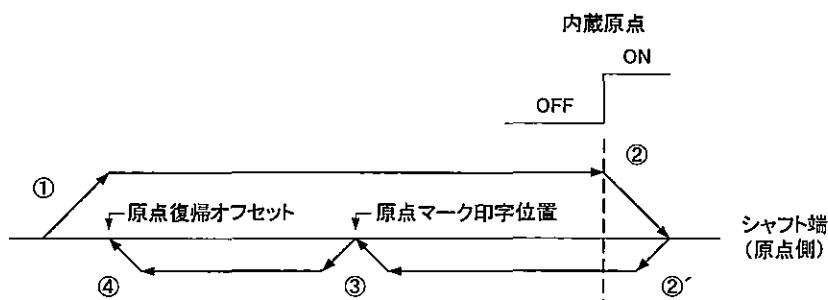 内蔵原点
ON
OFF
①
②
原点復帰オフセット
原点マーク印字位置
シャフト端
(原点側)
④
③
②´